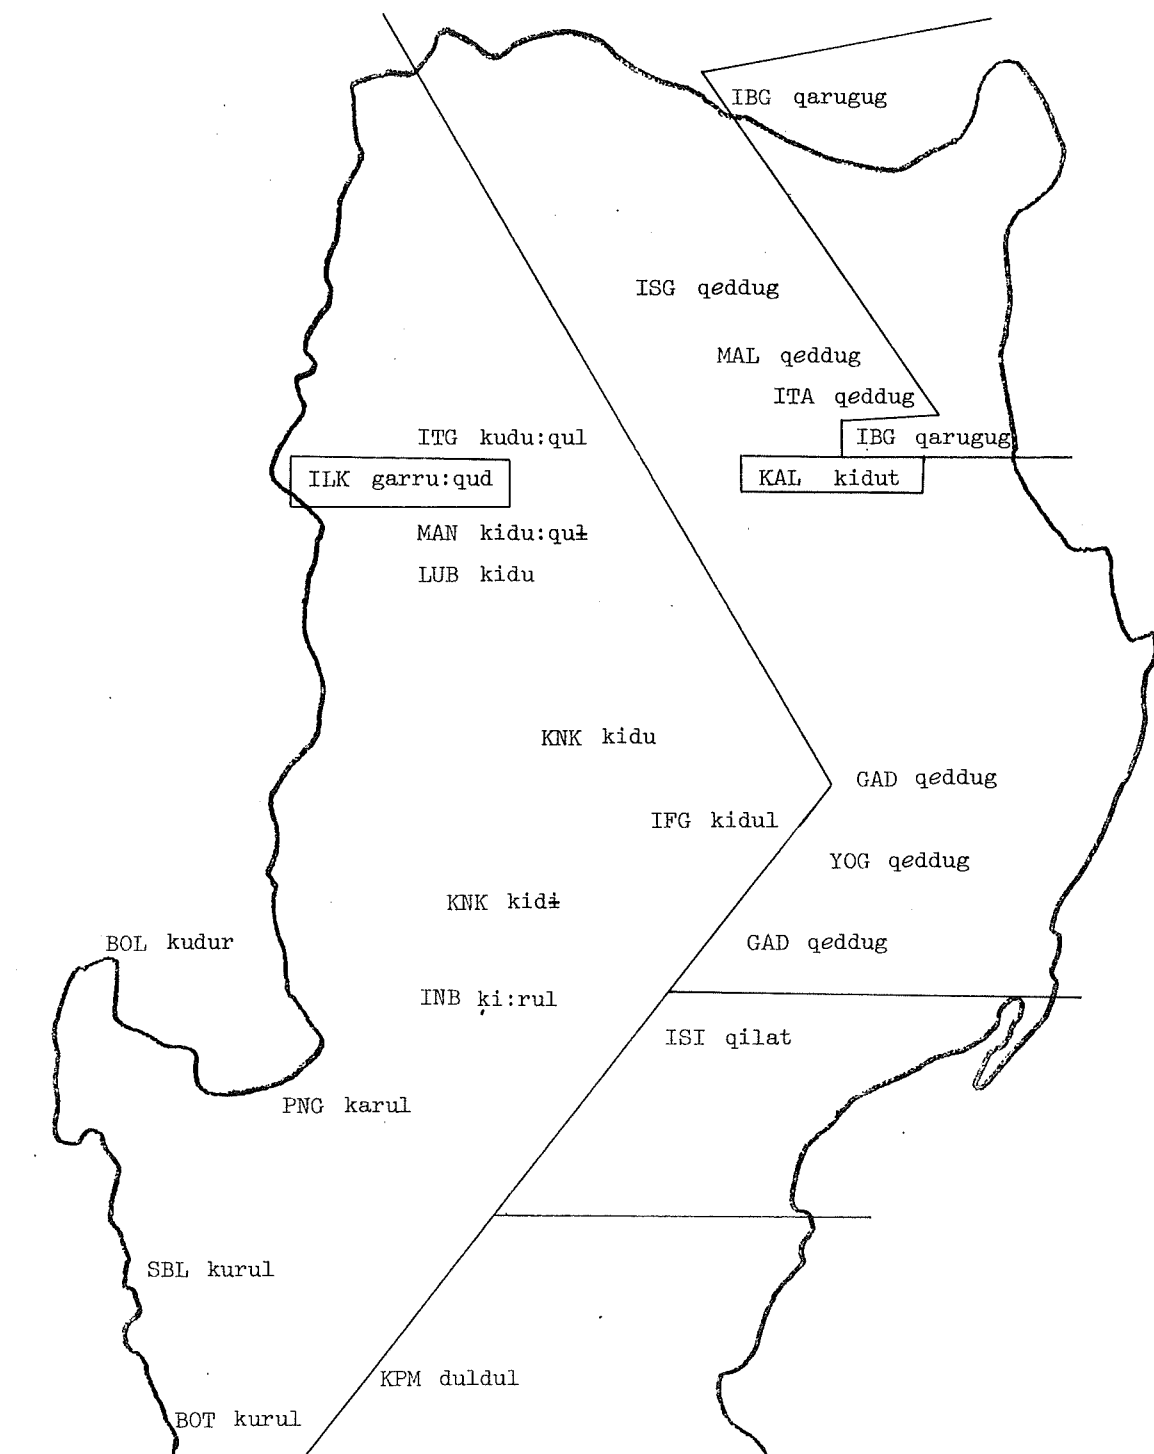 IBG qarugug
ISG qeddug
MAL qeddug
ITA qeddug
ITG kudu:qul
IBG qarugug
ILK garru:qud
KAL kidut
MAN kidu:quɫ
LUB kidu
KNK kidu
GAD qeddug
IFG kidul
YOG qeddug
KNK kidɨ
BOL kudur
GAD qeddug
INB ḳi:rul
ISI qilat
PNG karul
SBL kurul
KPM duldul
BOT kurul